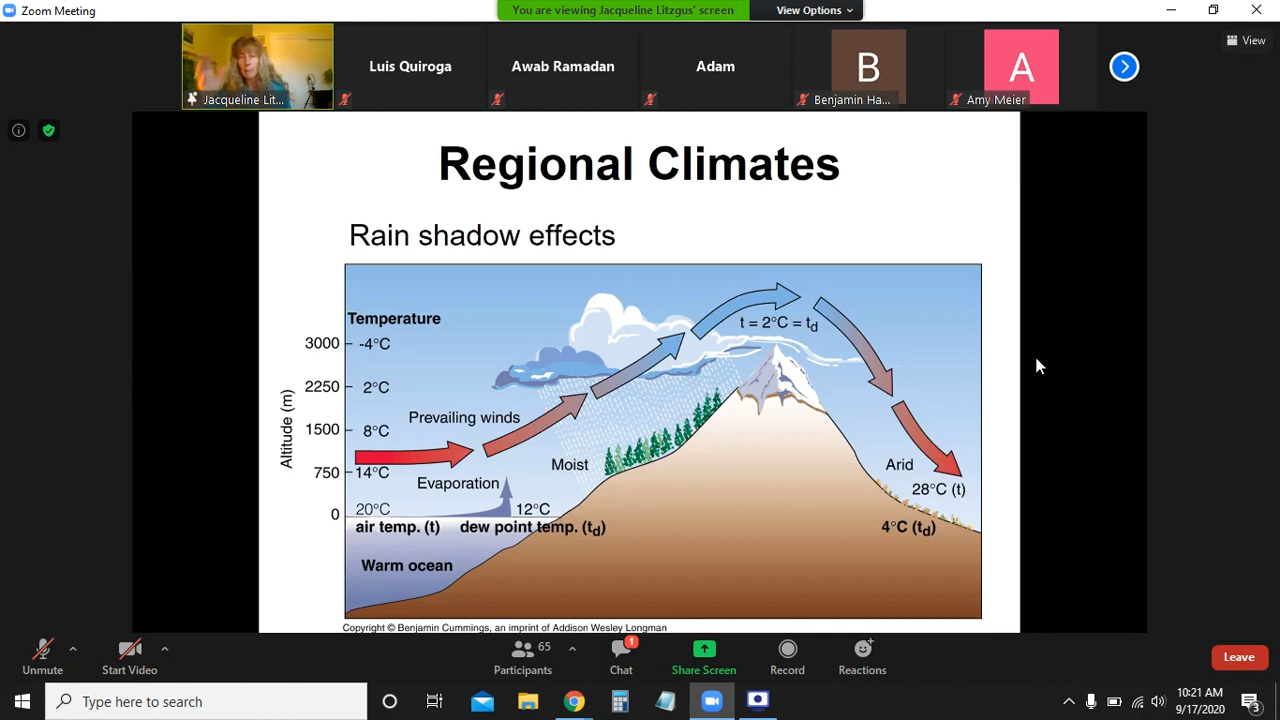 Zoom Meeting
You are viewing Jacqueline Litzgus' screen
View Options
Jacqueline Lit...
Luis Quiroga
Awab Ramadan
Adam
B
Benjamin Ha...
A
Amy Meier
View
Regional Climates
Rain shadow effects
Temperature
t = 2°C = td
3000
-4°C
2250
2°C
1500
8°C
750
14°C
0
20°C
Altitude (m)
Prevailing winds
Moist
Evaporation
12°C
air temp. (t)
dew point temp. (td)
Warm ocean
Arid
28°C (t)
4°C (td)
Copyright © Benjamin Cummings, an imprint of Addison Wesley Longman
Unmute
Start Video
65
Participants
1
Chat
Share Screen
Record
Reactions
Leave
Type here to search
10:21 AM
9/17/2020
3